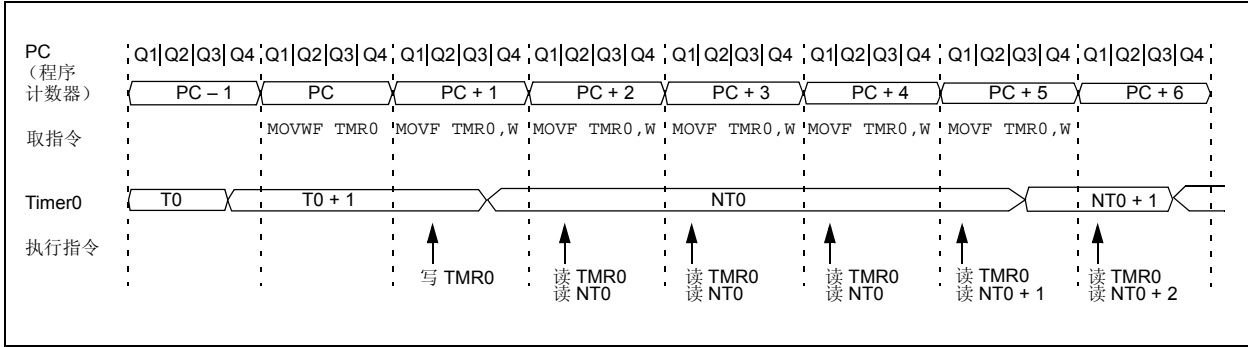 PC Q1 Q2 Q3 Q4 Q1 Q2 Q3 Q4 Q1 Q2 Q3 Q4 Q1 Q2 Q3 Q4 Q1 Q2 Q3 Q4 Q1 Q2 Q3 Q4 Q1 Q2 Q3 Q4 Q1 Q2 Q3 Q4
（程序
计数器） PC – 1 PC PC + 1 PC + 2 PC + 3 PC + 4 PC + 5 PC + 6
取指令 MOVWF TMR0 MOVF TMR0,W MOVF TMR0,W MOVF TMR0,W MOVF TMR0,W MOVF TMR0,W
Timer0 T0 T0 + 1 NT0 NT0 + 1
执行指令
写 TMR0 读 TMR0 读 TMR0 读 TMR0 读 TMR0 读 TMR0
读 NT0 读 NT0 读 NT0 读 NT0 + 1 读 NT0 + 2